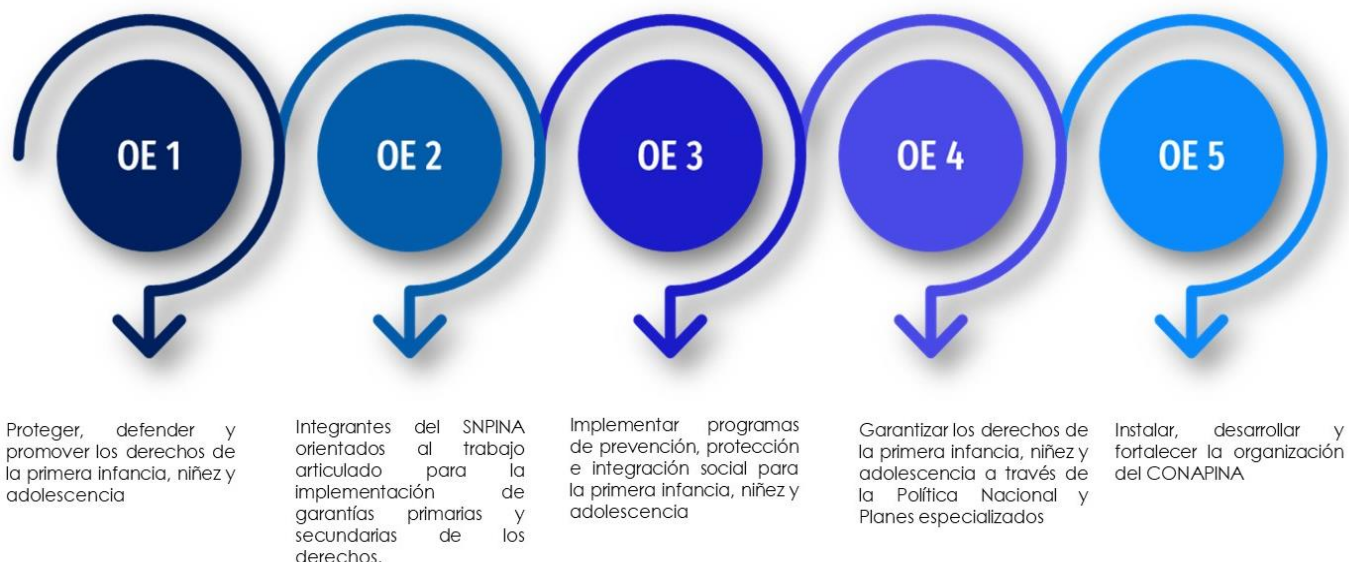 OE 1
OE 2
OE 3
OE 4
OE 5
Proteger, defender y
promover los derechos de
la primera infancia, niñez y
adolescencia
Integrantes del SNPINA
orientados al trabajo
articulado para la
implementación de
garantías primarias y
secundarias de los
derechos.
Implementar programas
de prevención, protección
e integración social para
la primera infancia, niñez y
adolescencia
Garantizar los derechos de
la primera infancia, niñez y
adolescencia a través de
la Política Nacional y
Planes especializados
Instalar, desarrollar y
fortalecer la organización
del CONAPINA